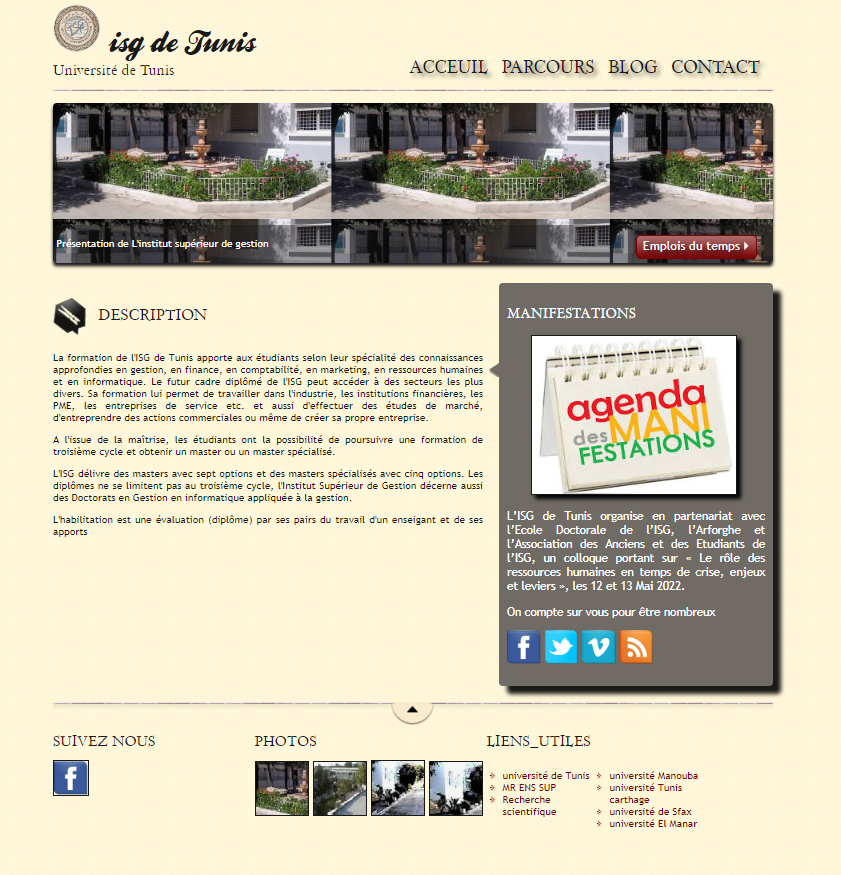 isg de Tunis
Université de Tunis
ACCEUIL PARCOURS BLOG CONTACT
Présentation de L'institut supérieur de gestion
Emplois du temps
DESCRIPTION
La formation de l'ISG de Tunis apporte aux étudiants selon leur spécialité des connaissances
approfondies en gestion, en finance, en comptabilité, en marketing, en ressources humaines
et en informatique. Le futur cadre diplômé de l'ISG peut accéder à des secteurs les plus
divers. Sa formation lui permet de travailler dans l'industrie, les institutions financières, les
PME, les entreprises de service etc. et aussi d'effectuer des études de marché,
d'entreprendre des actions commerciales ou même de créer sa propre entreprise.
A l'issue de la maîtrise, les étudiants ont la possibilité de poursuivre une formation de
troisième cycle et obtenir un master ou un master spécialisé.
L'ISG délivre des masters avec sept options et des masters spécialisés avec cinq options. Les
diplômes ne se limitent pas au troisième cycle, l'Institut Supérieur de Gestion décerne aussi
des Doctorats en Gestion en informatique appliquée à la gestion.
L'habilitation est une évaluation (diplôme) par ses pairs du travail d'un enseigant et de ses
apports
MANIFESTATIONS
agenda
des MANI
FESTATIONS
L'ISG de Tunis organise en partenariat avec
l'Ecole Doctorale de l'ISG, l'Arforghe et
l'Association des Anciens et des Etudiants de
l'ISG, un colloque portant sur « Le rôle des
ressources humaines en temps de crise, enjeux
et leviers », les 12 et 13 Mai 2022.
On compte sur vous pour être nombreux
SUIVEZ NOUS
PHOTOS
LIENS_UTILES
université de Tunis
MR ENS SUP
Recherche
scientifique
université Manouba
université Tunis
carthage
université de Sfax
université El Manar